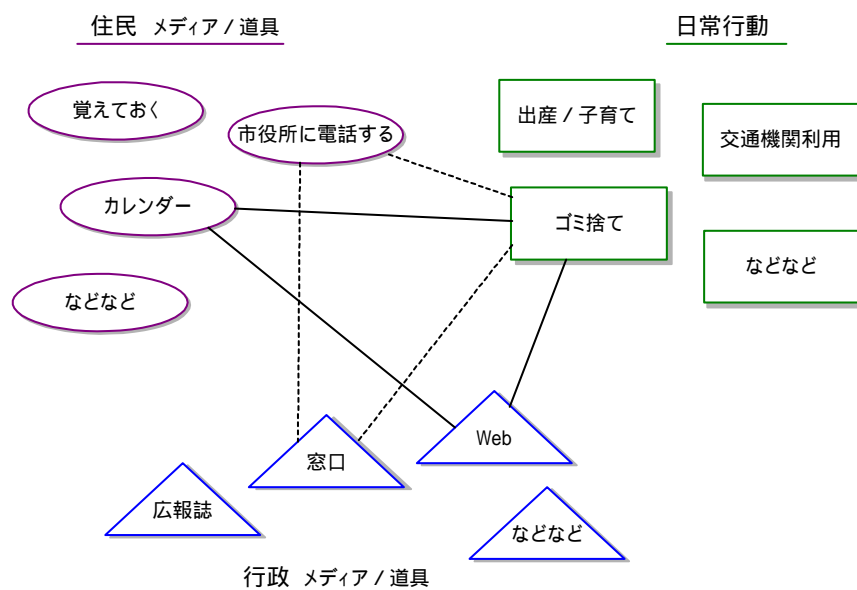 住民 メディア / 道具
日常行動
覚えておく
市役所に電話する
出産 / 子育て
交通機関利用
カレンダー
ゴミ捨て
などなど
などなど
Web
窓口
広報誌
などなど
行政 メディア / 道具